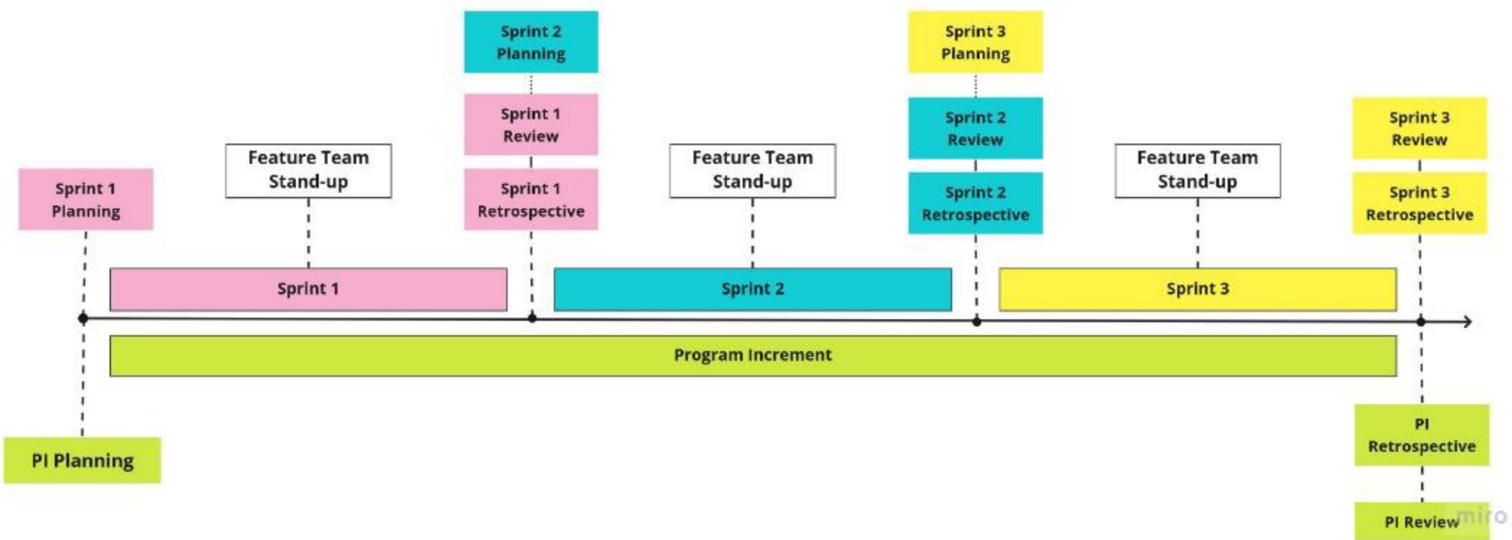 Sprint 2
Planning
Sprint 3
Planning
Sprint 1
Review
Sprint 2
Review
Sprint 3
Review
Feature Team
Stand-up
Feature Team
Stand-up
Feature Team
Stand-up
Sprint 1
Planning
Sprint 1
Retrospective
Sprint 2
Retrospective
Sprint 3
Retrospective
Sprint 1
Sprint 2
Sprint 3
Program Increment
PI Planning
PI
Retrospective
PI Review
miro